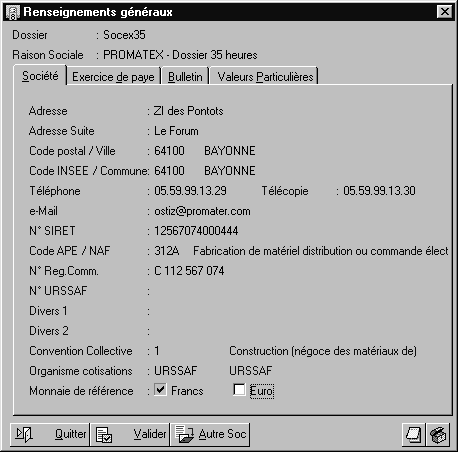 Renseignements généraux
Dossier : Socex35
Raison Sociale : PROMATEX - Dossier 35 heures
Société Exercice de paye Bulletin Valeurs Particulières
Adresse : ZI des Pontots
Adresse Suite : Le Forum
Code postal / Ville : 64100 BAYONNE
Code INSEE / Commune: 64100 BAYONNE
Téléphone : 05.59.99.13.29 Télécopie : 05.59.99.13.30
e-Mail : ostiz@promater.com
N° SIRET : 12567074000444
Code APE / NAF : 312A Fabrication de matériel distribution ou commande élect
N° Reg.Comm. : C 112 567 074
N° URSSAF :
Divers 1 :
Divers 2 :
Convention Collective : 1 Construction (négoce des matériaux de)
Organisme cotisations : URSSAF URSSAF
Monnaie de référence : Francs Euro
Quitter Valider Autre Soc